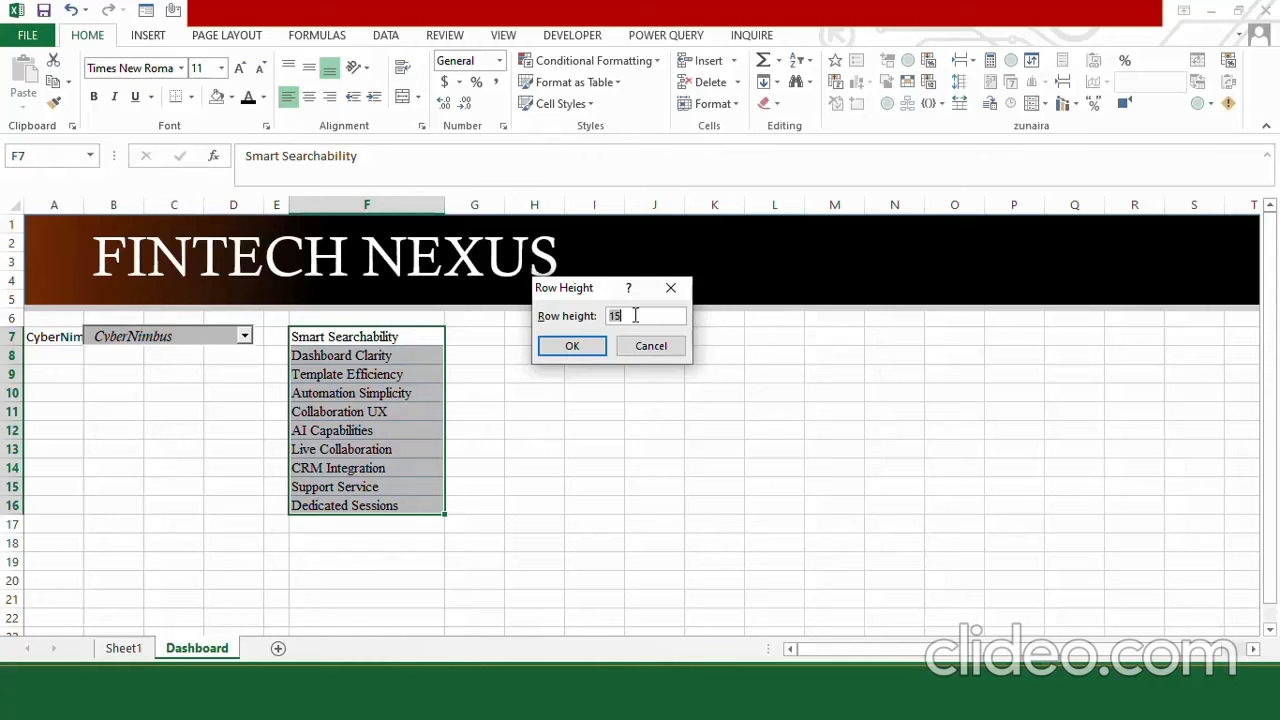 FILE HOME INSERT PAGE LAYOUT FORMULAS DATA REVIEW VIEW DEVELOPER POWER QUERY INQUIRE
Paste
Times New Roma 11
General
Conditional Formatting
Format as Table
Cell Styles
Insert
Delete
Format
Clipboard Font Alignment Number Styles Cells Editing zunaira
F7 fx Smart Searchability
A B C D E F G H I J K L M N O P Q R S T
1
2 FINTECH NEXUS
3
4
5
6
7 CyberNim CyberNimbus Smart Searchability
8 Dashboard Clarity
9 Template Efficiency
10 Automation Simplicity
11 Collaboration UX
12 AI Capabilities
13 Live Collaboration
14 CRM Integration
15 Support Service
16 Dedicated Sessions
17
18
19
20
21
22
Row Height ?
Row height: 15
OK Cancel
Sheet1 Dashboard
clideo.com